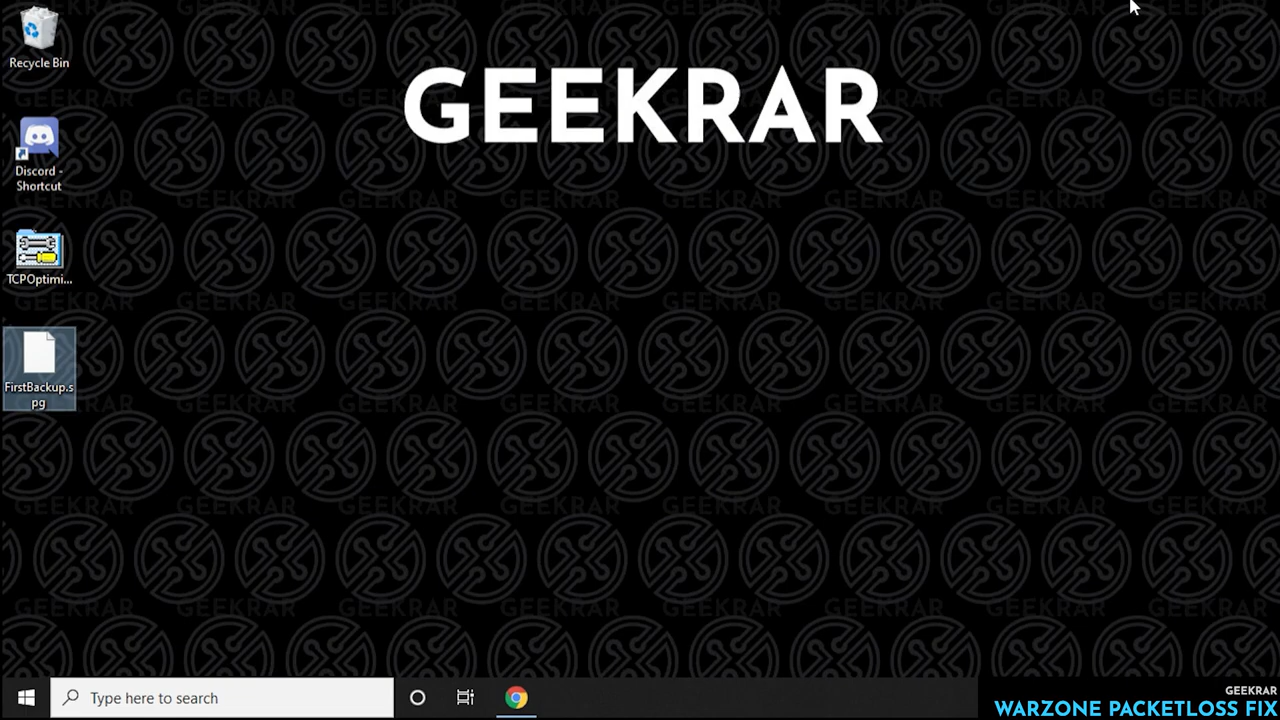 GEEKRAR
Recycle Bin
Discord -
Shortcut
TCPOptimi...
FirstBackup.s
pg
Type here to search
GEEKRAR
WARZONE PACKETLOSS FIX